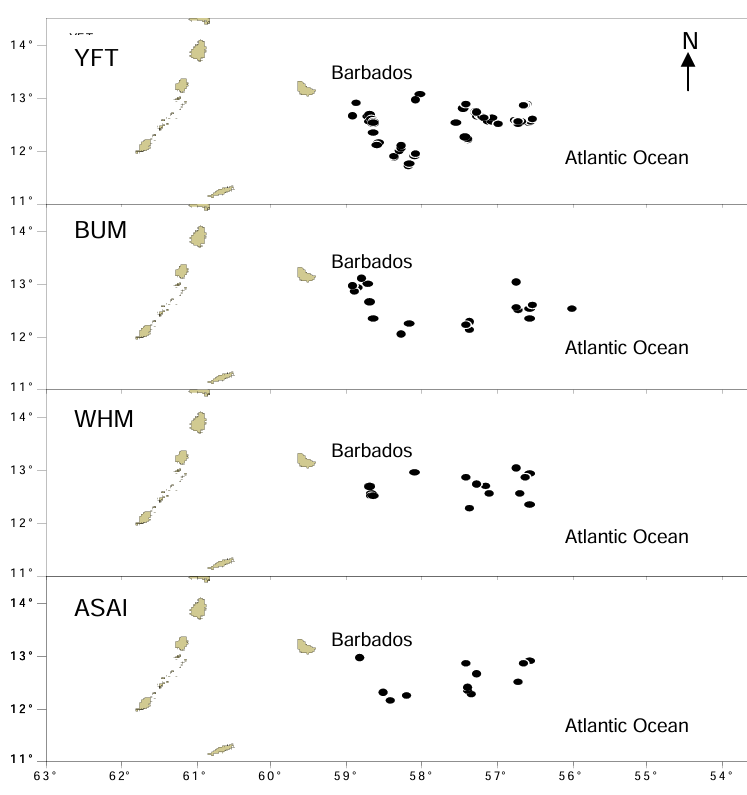 YFT
N
14°
Barbados
13°
12°
Atlantic Ocean
11°
BUM
14°
Barbados
13°
12°
Atlantic Ocean
11°
WHM
14°
Barbados
13°
12°
Atlantic Ocean
11°
ASAI
14°
Barbados
13°
12°
Atlantic Ocean
11°
63° 62° 61° 60° 59° 58° 57° 56° 55° 54°